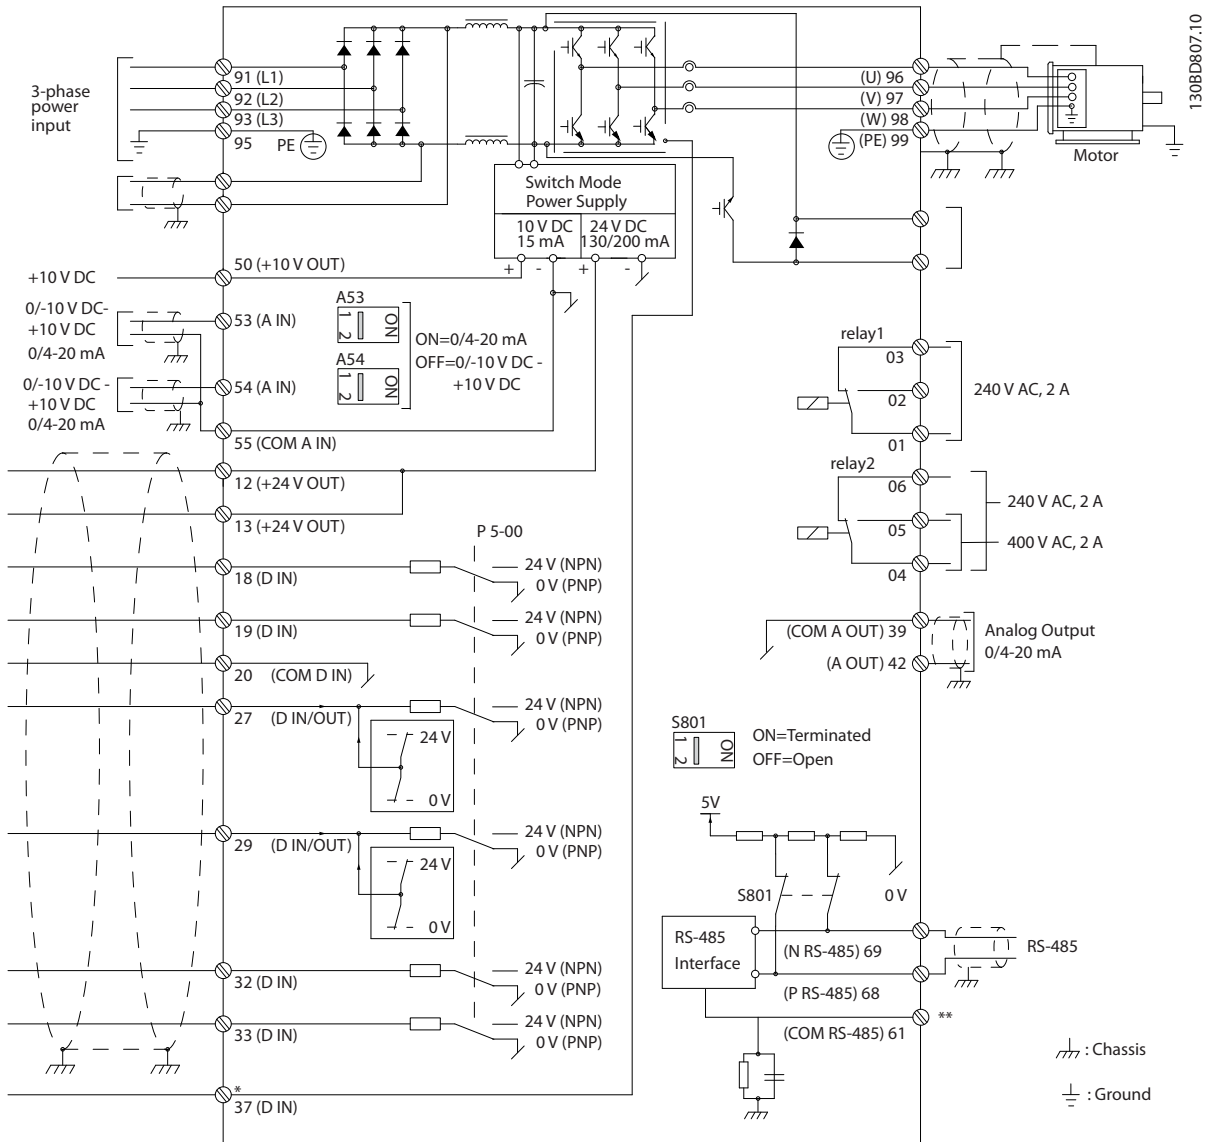 130BD807.10
3-phase
power
input
91 (L1)
92 (L2)
93 (L3)
95
PE
(U) 96
(V) 97
(W) 98
(PE) 99
Motor
Switch Mode
Power Supply
10 V DC
15 mA
24 V DC
130/200 mA
+
-
+
-
+10 V DC
50 (+10 V OUT)
0/-10 V DC-
+10 V DC
0/4-20 mA
53 (A IN)
0/-10 V DC -
+10 V DC
0/4-20 mA
54 (A IN)
55 (COM A IN)
A53
1
2
ON
A54
1
2
ON
ON=0/4-20 mA
OFF=0/-10 V DC -
+10 V DC
12 (+24 V OUT)
13 (+24 V OUT)
P 5-00
18 (D IN)
24 V (NPN)
0 V (PNP)
19 (D IN)
24 V (NPN)
0 V (PNP)
20 (COM D IN)
27 (D IN/OUT)
24 V (NPN)
0 V (PNP)
24 V
0 V
29 (D IN/OUT)
24 V (NPN)
0 V (PNP)
24 V
0 V
32 (D IN)
24 V (NPN)
0 V (PNP)
33 (D IN)
24 V (NPN)
0 V (PNP)
*
37 (D IN)
relay1
03
02
01
240 V AC, 2 A
relay2
06
05
04
240 V AC, 2 A
400 V AC, 2 A
(COM A OUT) 39
(A OUT) 42
Analog Output
0/4-20 mA
S801
1
2
ON
ON=Terminated
OFF=Open
5V
S801
0 V
RS-485
Interface
(N RS-485) 69
(P RS-485) 68
(COM RS-485) 61
RS-485
**
: Chassis
: Ground